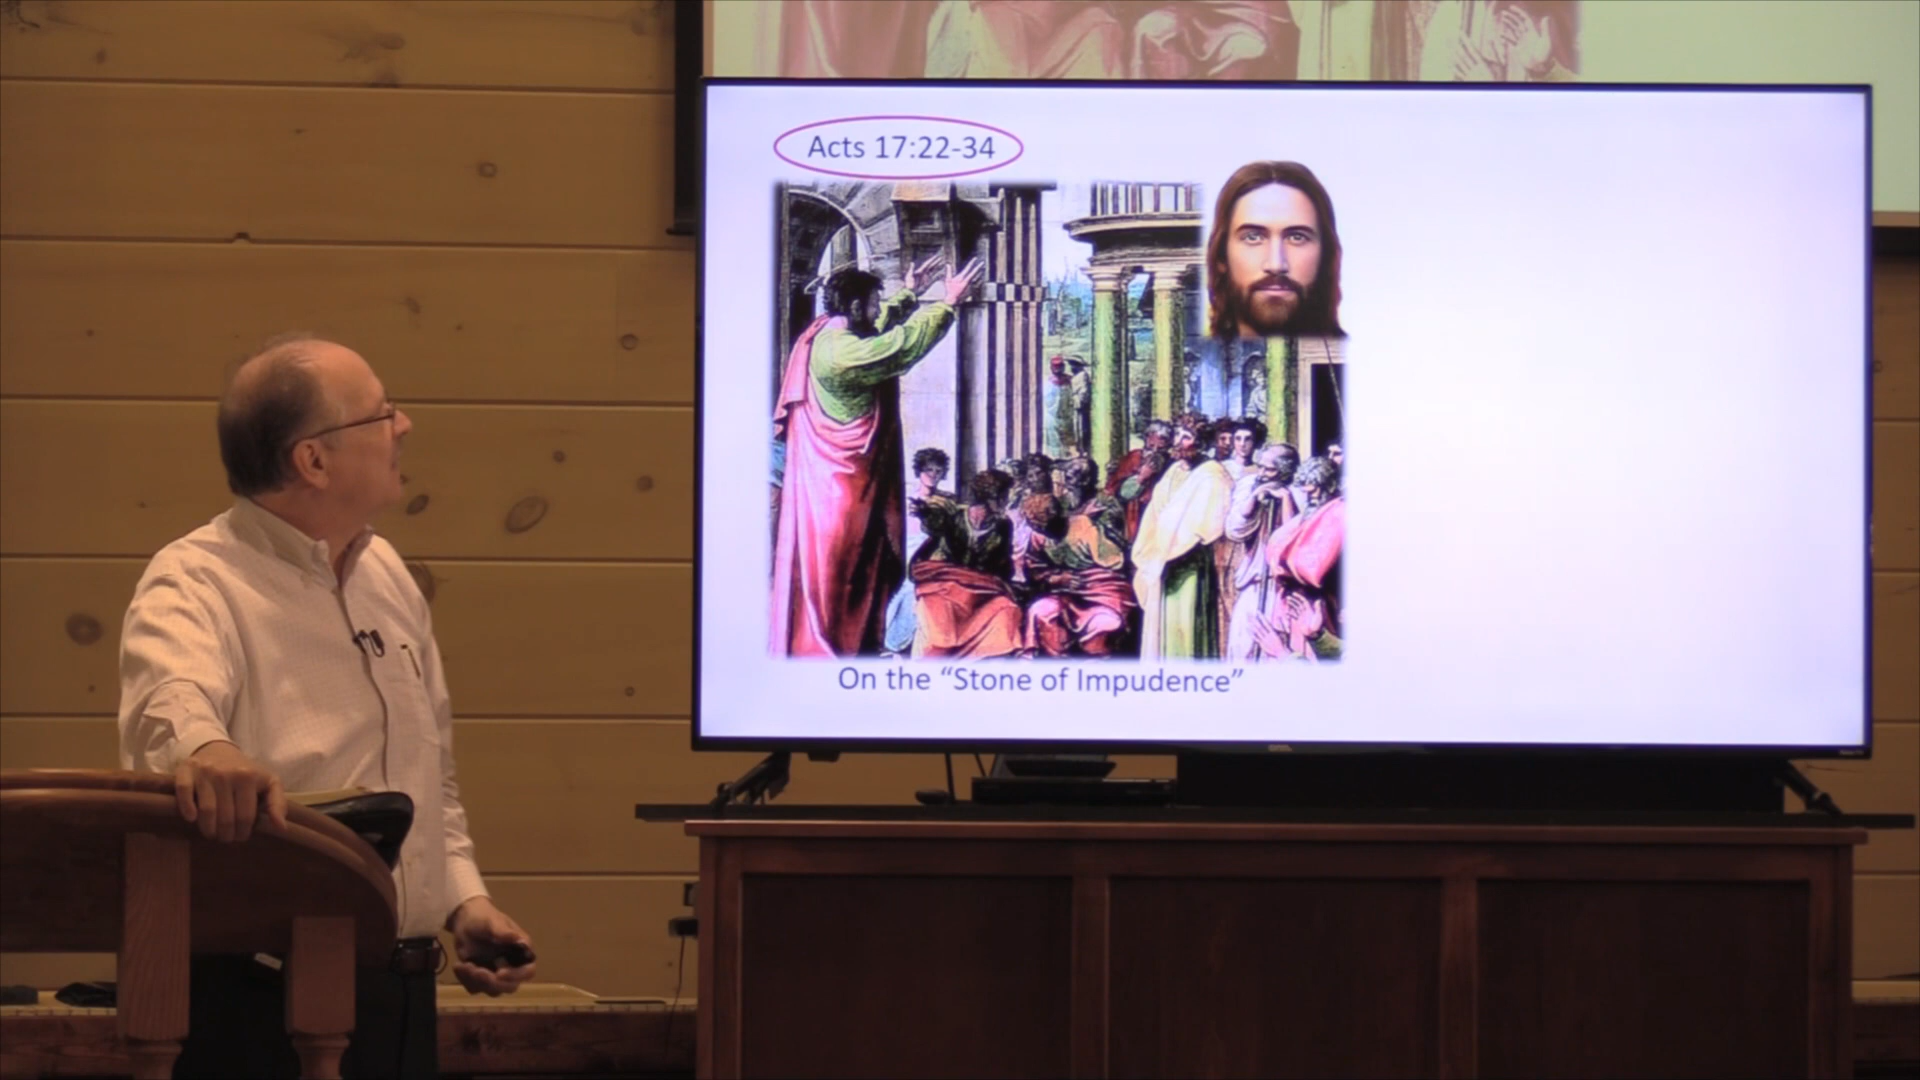 Acts 17:22-34
On the “Stone of Impudence”